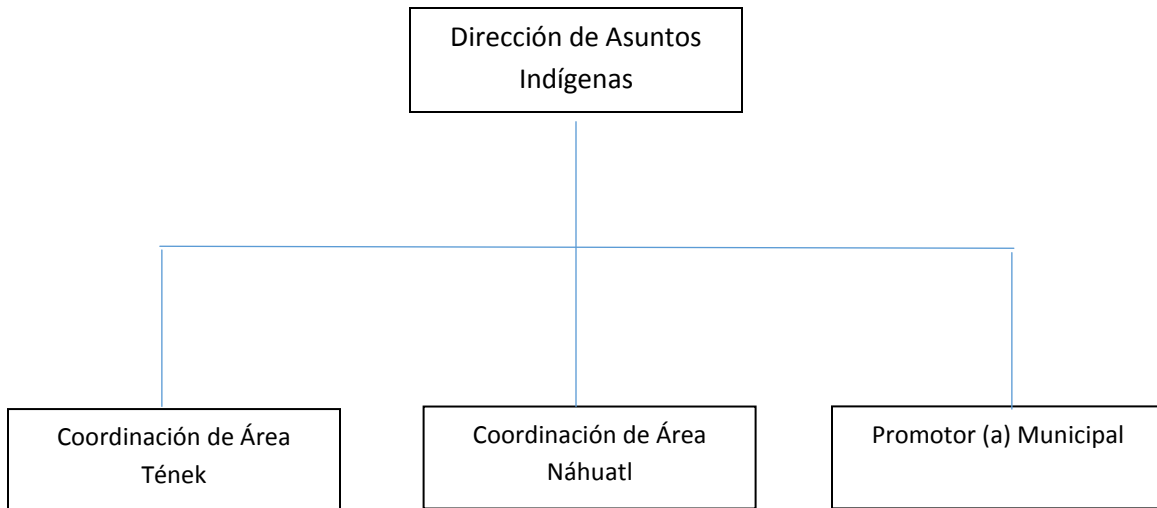 Dirección de Asuntos
Indígenas
Coordinación de Área
Tének
Coordinación de Área
Náhuatl
Promotor (a) Municipal